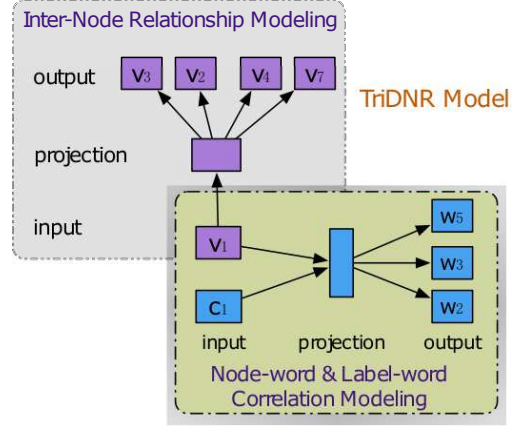 Inter-Node Relationship Modeling
output
v3 v2 v4 v7
TriDNR Model
projection
input
v1
c1
w5
w3
w2
input projection output
Node-word & Label-word
Correlation Modeling